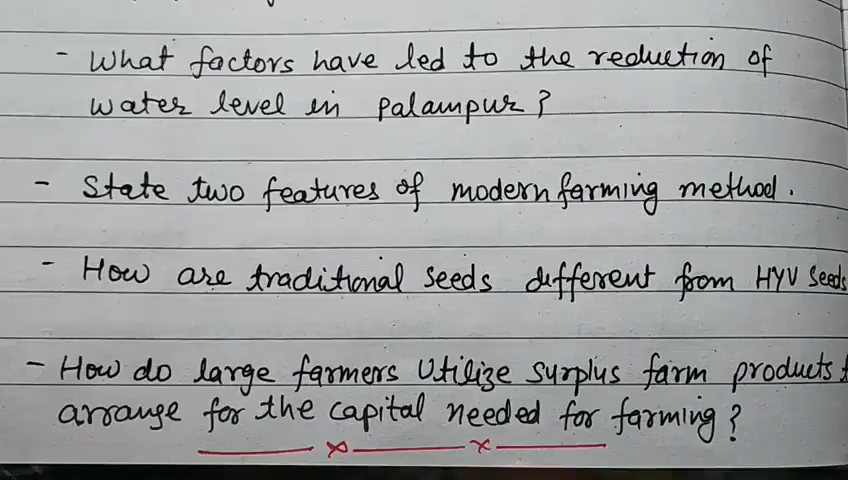 - What factors have led to the reduction of
water level in Palampur?
- State two features of modern farming method.
- How are traditional seeds different from HYV seeds
- How do large farmers utilize surplus farm products
arrange for the capital needed for farming?